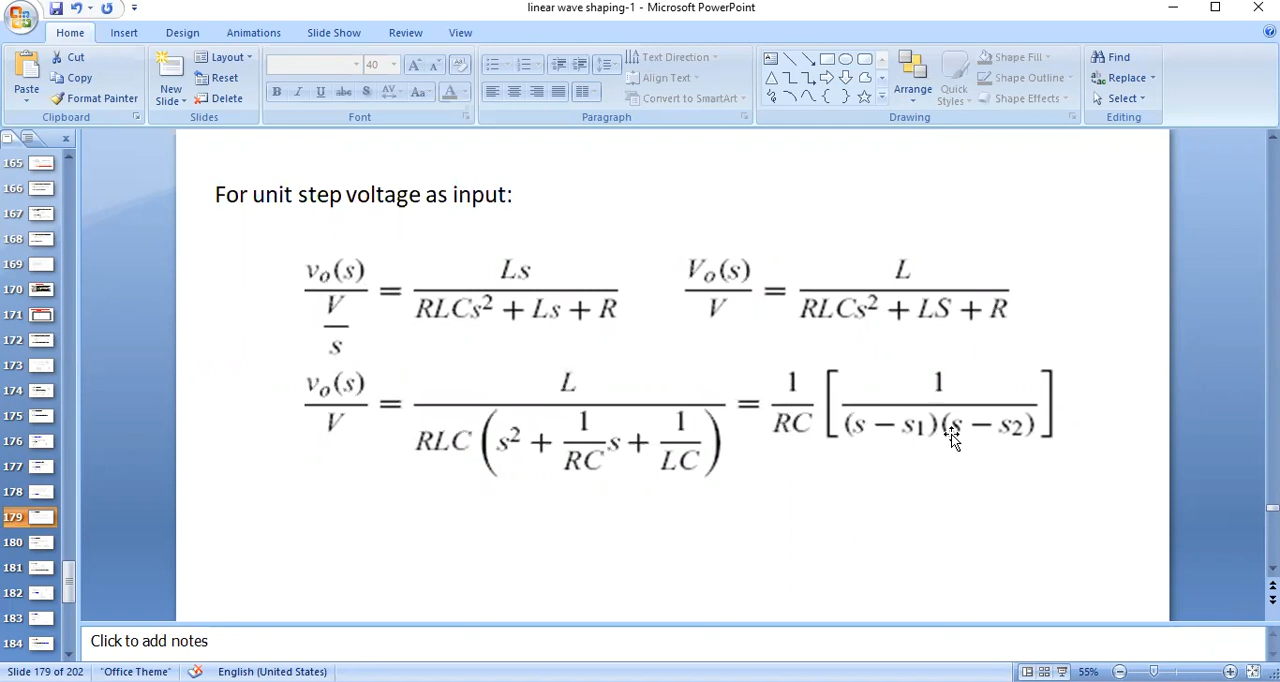 linear wave shaping-1 - Microsoft PowerPoint
Home Insert Design Animations Slide Show Review View
Paste
Cut
Copy
Format Painter
Clipboard
New Slide
Layout
Reset
Delete
Slides
40
B I U abc S AV Aa A
Font
Text Direction
Align Text
Convert to SmartArt
Paragraph
Arrange
Quick Styles
Shape Fill
Shape Outline
Shape Effects
Drawing
Find
Replace
Select
Editing
165
166
167
168
169
170
171
172
173
174
175
176
177
178
179
180
181
182
183
184
For unit step voltage as input:
v₀(s) / (V/s) = Ls / (RLCs² + Ls + R)
V₀(s) / V = L / (RLCs² + LS + R)
v₀(s) / V = L / (RLC (s² + (1/RC)s + 1/LC)) = 1/RC [1 / ((s − s₁)(s − s₂))]
Click to add notes
Slide 179 of 202 "Office Theme" English (United States) 55%